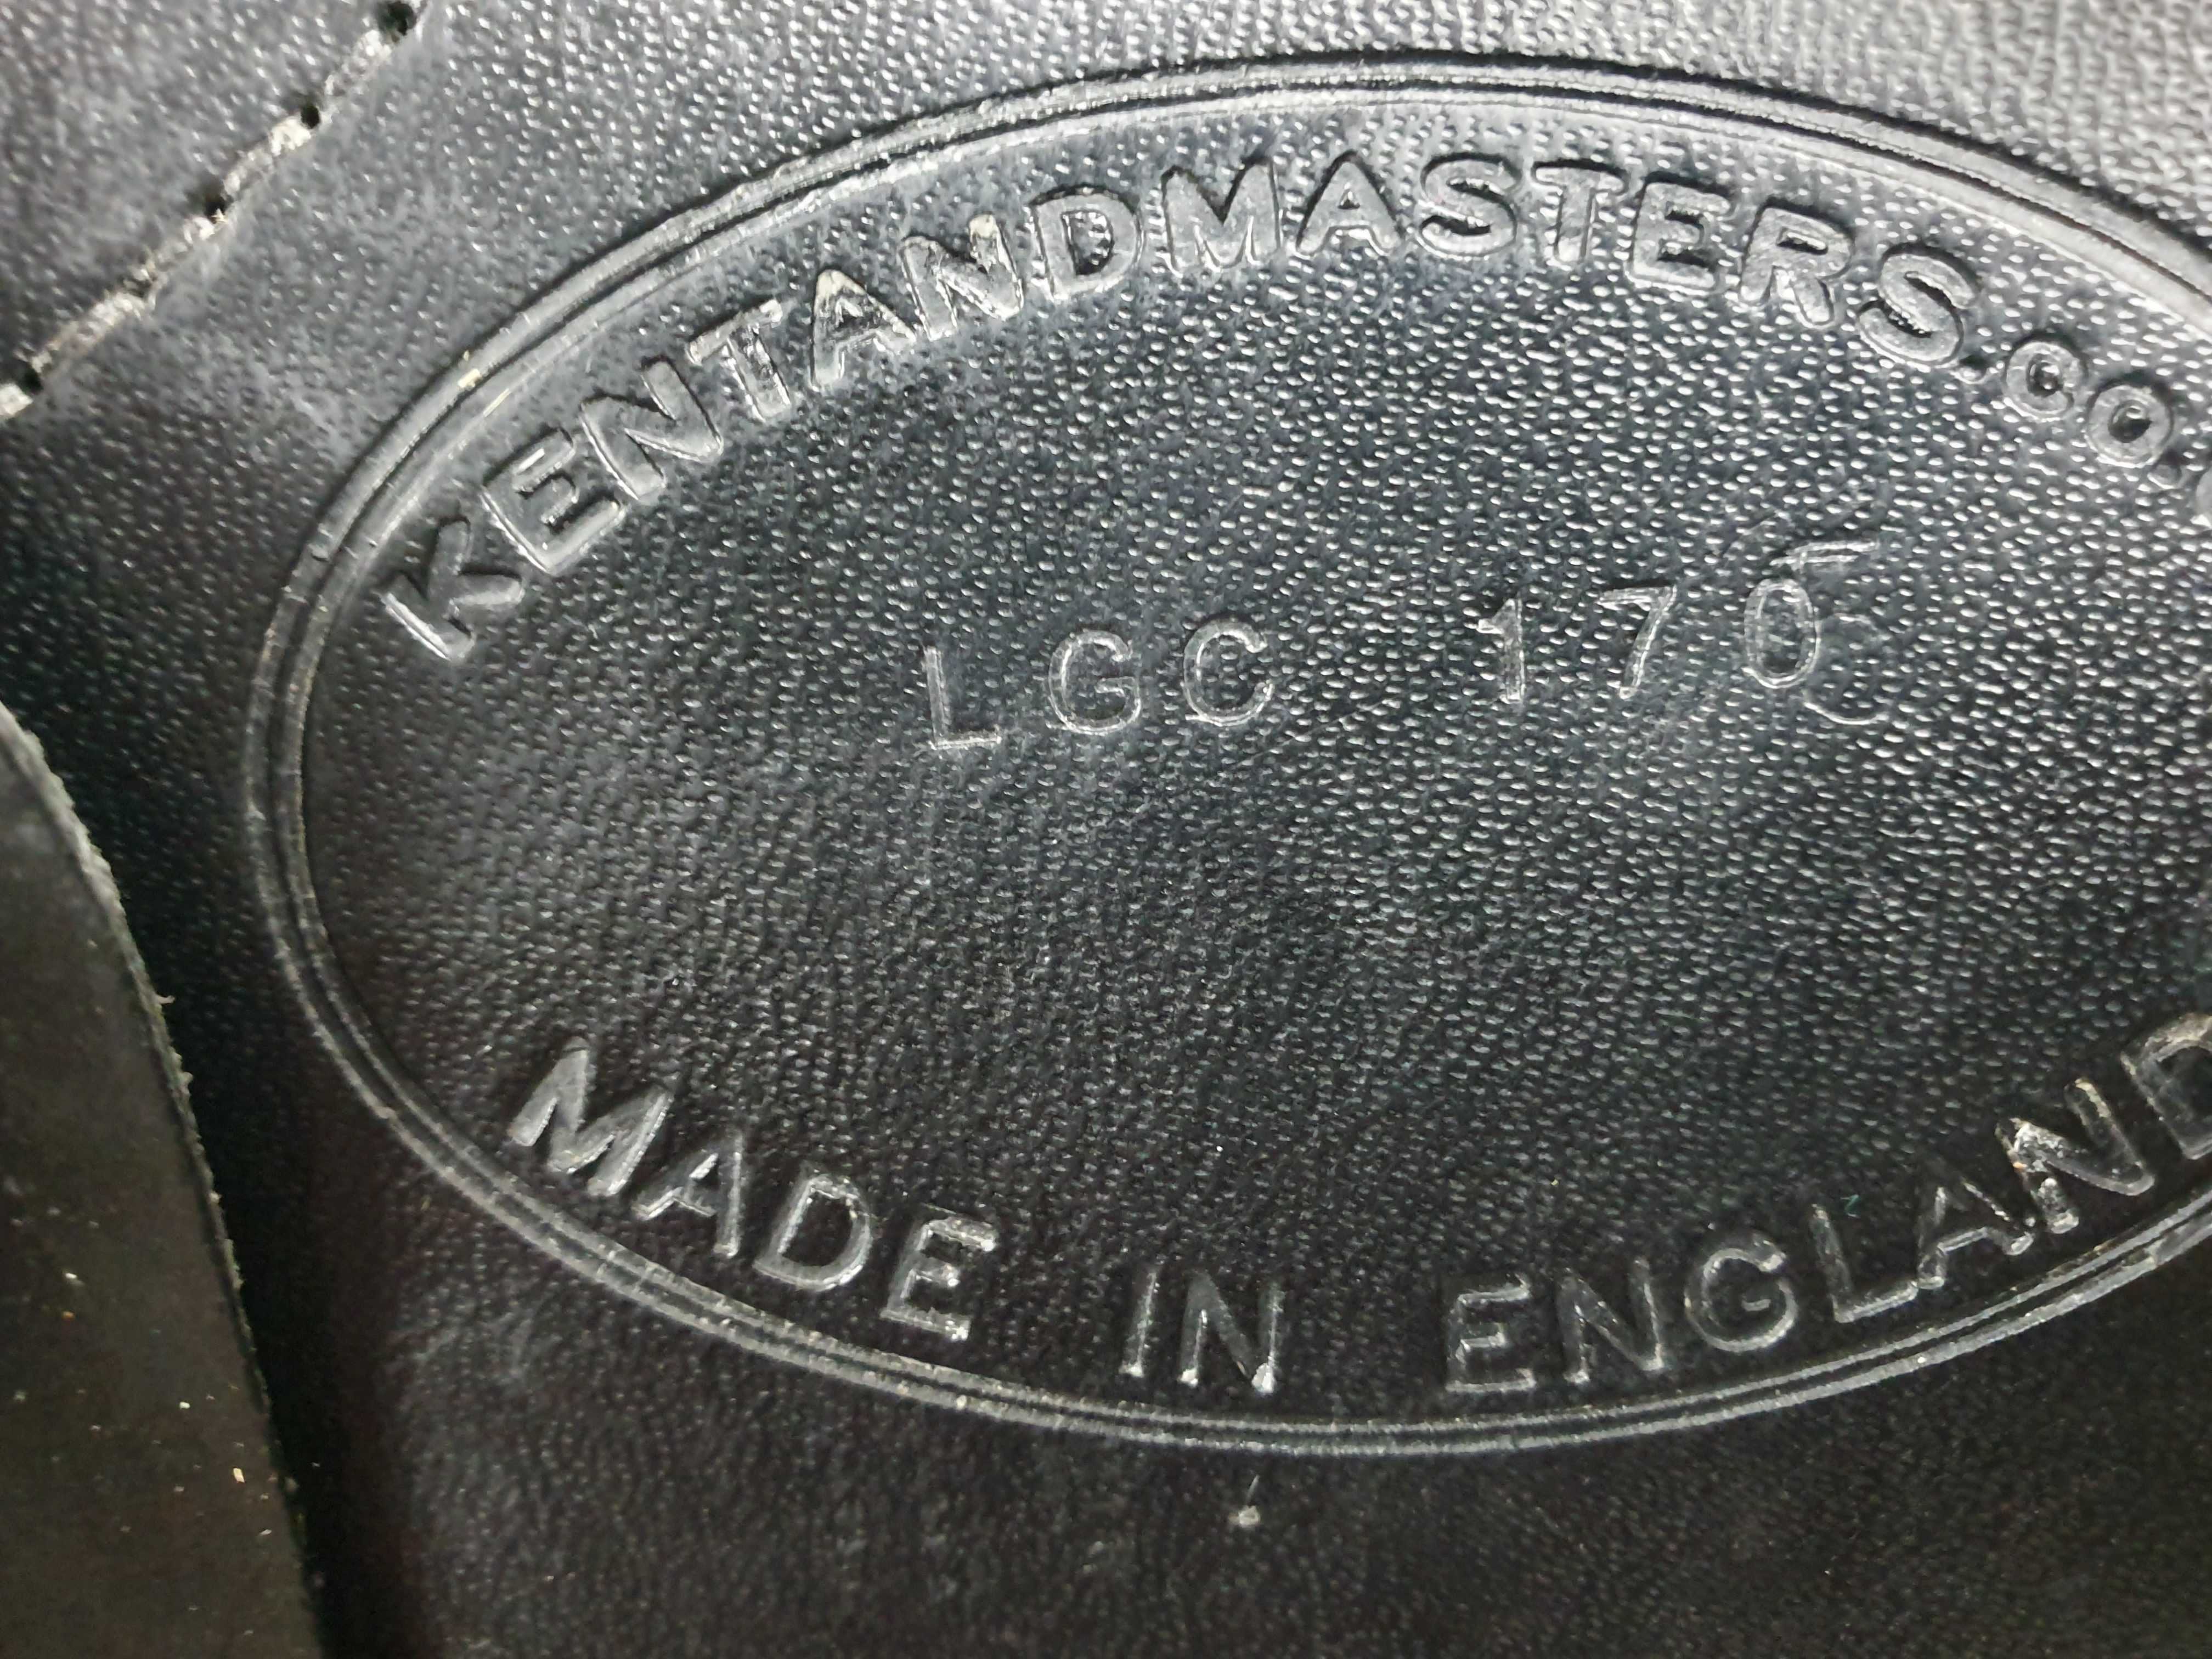 KENTANDMASTERS.CO.
LGC 170
MADE IN ENGLAND